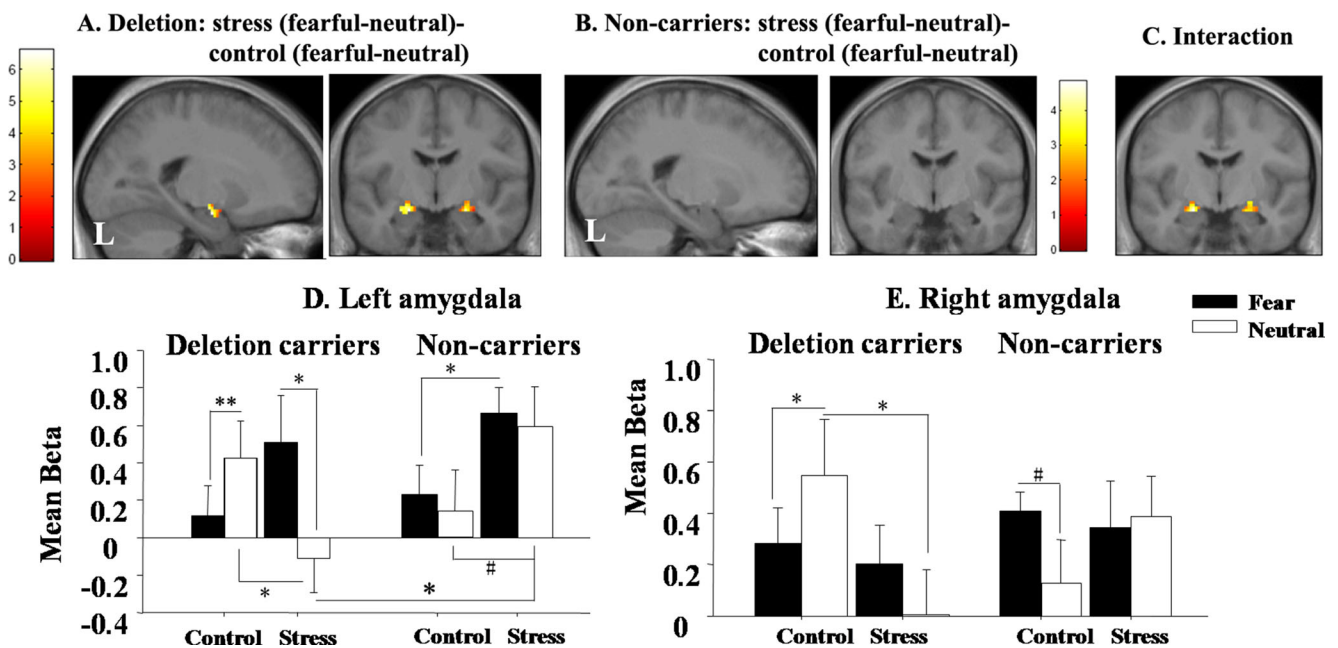 A. Deletion: stress (fearful-neutral)-
control (fearful-neutral)
B. Non-carriers: stress (fearful-neutral)-
control (fearful-neutral)
C. Interaction
6
5
4
3
2
1
0
L
L
4
3
2
1
0
D. Left amygdala
Deletion carriers
Non-carriers
Mean Beta
1.0
0.8
0.6
0.4
0.2
0
-0.2
-0.4
**
*
*
*
#
*
Control
Stress
Control
Stress
E. Right amygdala
Fear
Neutral
Deletion carriers
Non-carriers
Mean Beta
1.0
0.8
0.6
0.4
0.2
0
*
*
#
Control
Stress
Control
Stress